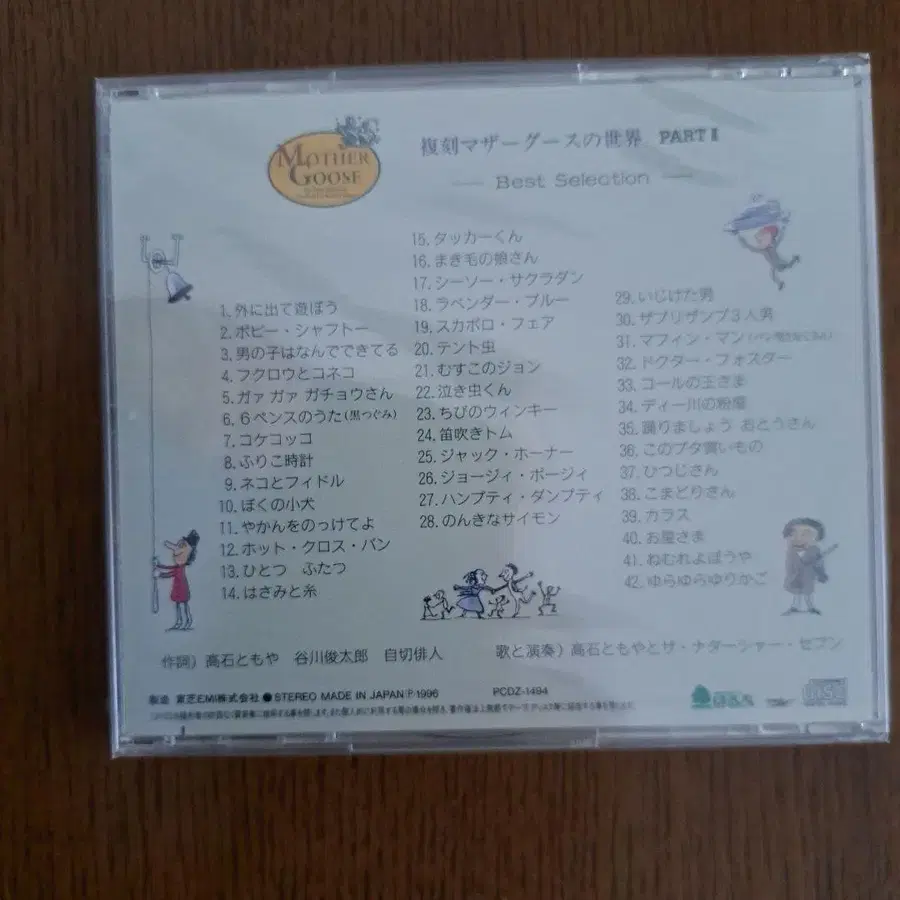 MOTHER
GOOSE
復刻マザーグースの世界 PART II
Best Selection
1. 外に出て遊ぼう
2. ボビー・シャフトー
3. 男の子はなんでできてる
4. フクロウとコネコ
5. ガァ ガァ ガチョウさん
6. 6ペンスのうた(黒つぐみ)
7. コケコッコ
8. ふりこ時計
9. ネコとフィドル
10. ぼくの小犬
11. やかんをのっけてよ
12. ホット・クロス・バン
13. ひとつ ふたつ
14. はさみと糸
15. タッカーくん
16. まき毛の娘さん
17. シーソー・サクラダン
18. ラベンダー・ブルー
19. スカボロ・フェア
20. テント虫
21. むすこのジョン
22. 泣き虫くん
23. ちびのウィンキー
24. 笛吹きトム
25. ジャック・ホーナー
26. ジョージィ・ポージィ
27. ハンプティ・ダンプティ
28. のんきなサイモン
29. いじけた男
30. ザブリザンブ3人男
31. マフィン・マン
32. ドクター・フォスター
33. コールの王さま
34. ディー川の粉屋
35. 踊りましょう おとうさん
36. このブタ買いもの
37. ひつじさん
38. こまどりさん
39. カラス
40. お星さま
41. ねむれよぼうや
42. ゆらゆらゆりかご
作詞) 高石ともや 谷川俊太郎 自切俳人
歌と演奏) 高石ともやとザ・ナターシャー・セブン
製造 東芝EMI株式会社 ● STEREO MADE IN JAPAN Ⓟ1996 PCDZ-1494